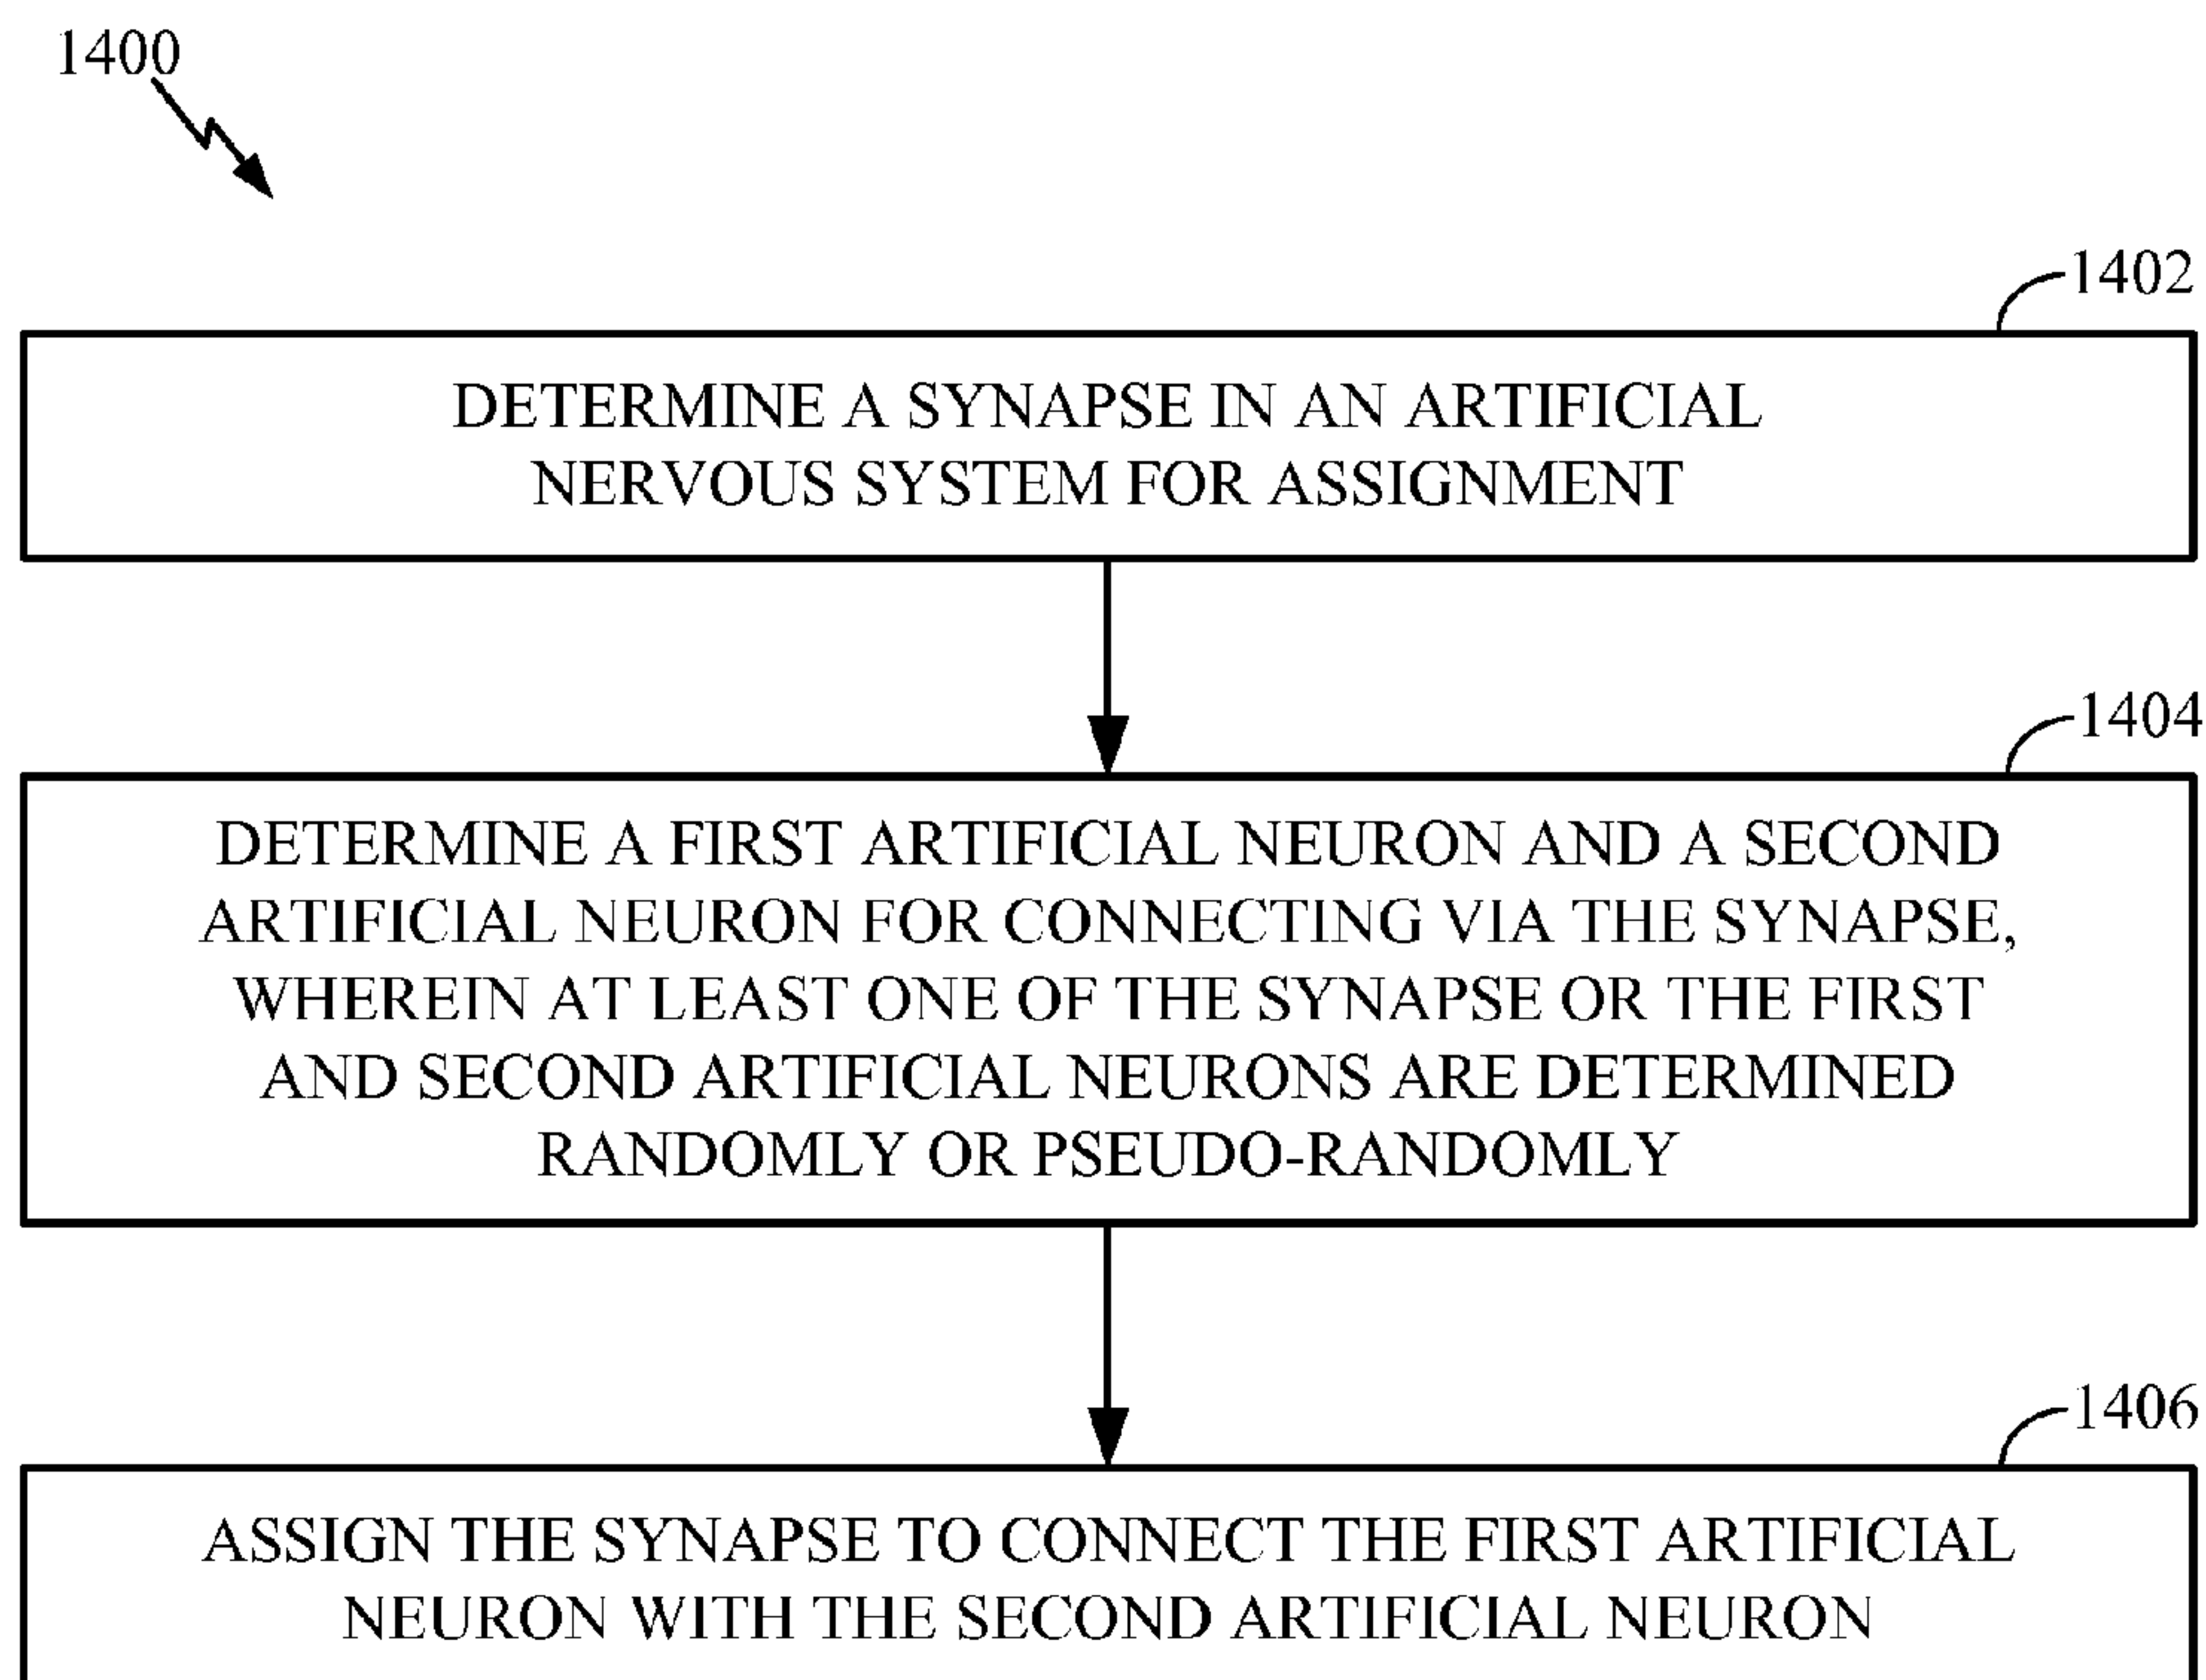 1400
1402
DETERMINE A SYNAPSE IN AN ARTIFICIAL
NERVOUS SYSTEM FOR ASSIGNMENT
1404
DETERMINE A FIRST ARTIFICIAL NEURON AND A SECOND
ARTIFICIAL NEURON FOR CONNECTING VIA THE SYNAPSE,
WHEREIN AT LEAST ONE OF THE SYNAPSE OR THE FIRST
AND SECOND ARTIFICIAL NEURONS ARE DETERMINED
RANDOMLY OR PSEUDO-RANDOMLY
1406
ASSIGN THE SYNAPSE TO CONNECT THE FIRST ARTIFICIAL
NEURON WITH THE SECOND ARTIFICIAL NEURON